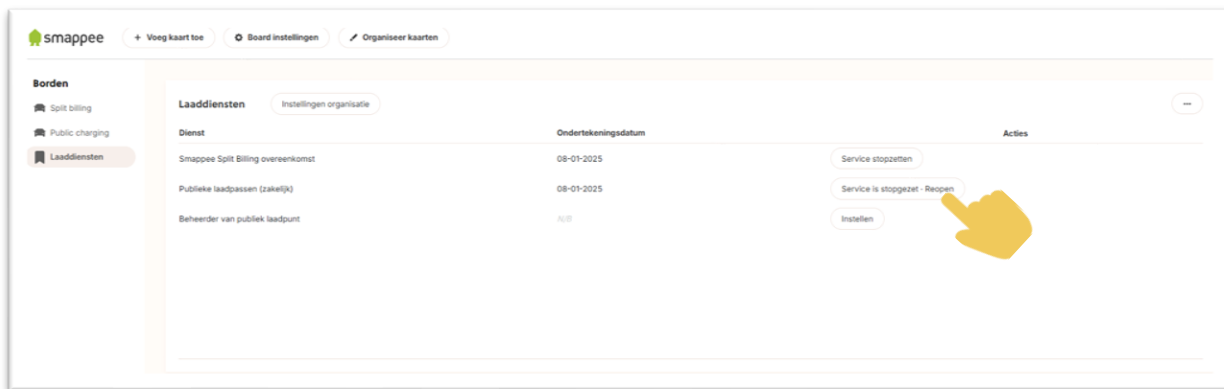 smappee + Voeg kaart toe Board instellingen Organiseer kaarten
Borden
Split billing
Public charging
Laaddiensten
Laaddiensten Instellingen organisatie ...
Dienst Ondertekeningsdatum Acties
Smappee Split Billing overeenkomst 08-01-2025 Service stopzetten
Publieke laadpassen (zakelijk) 08-01-2025 Service is stopgezet - Reopen
Beheerder van publiek laadpunt Instellen